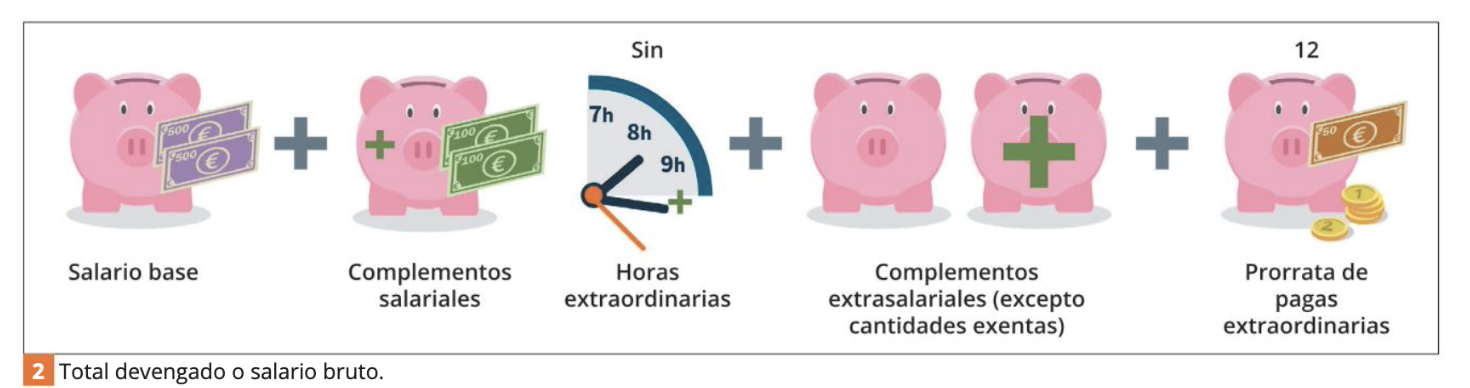 Sin
12
500 €
500 €
+
100 €
100 €
7h
8h
9h
+
50 €
1
2
Salario base
Complementos
salariales
Horas
extraordinarias
Complementos
extrasalariales (excepto
cantidades exentas)
Prorrata de
pagas
extraordinarias
2 Total devengado o salario bruto.